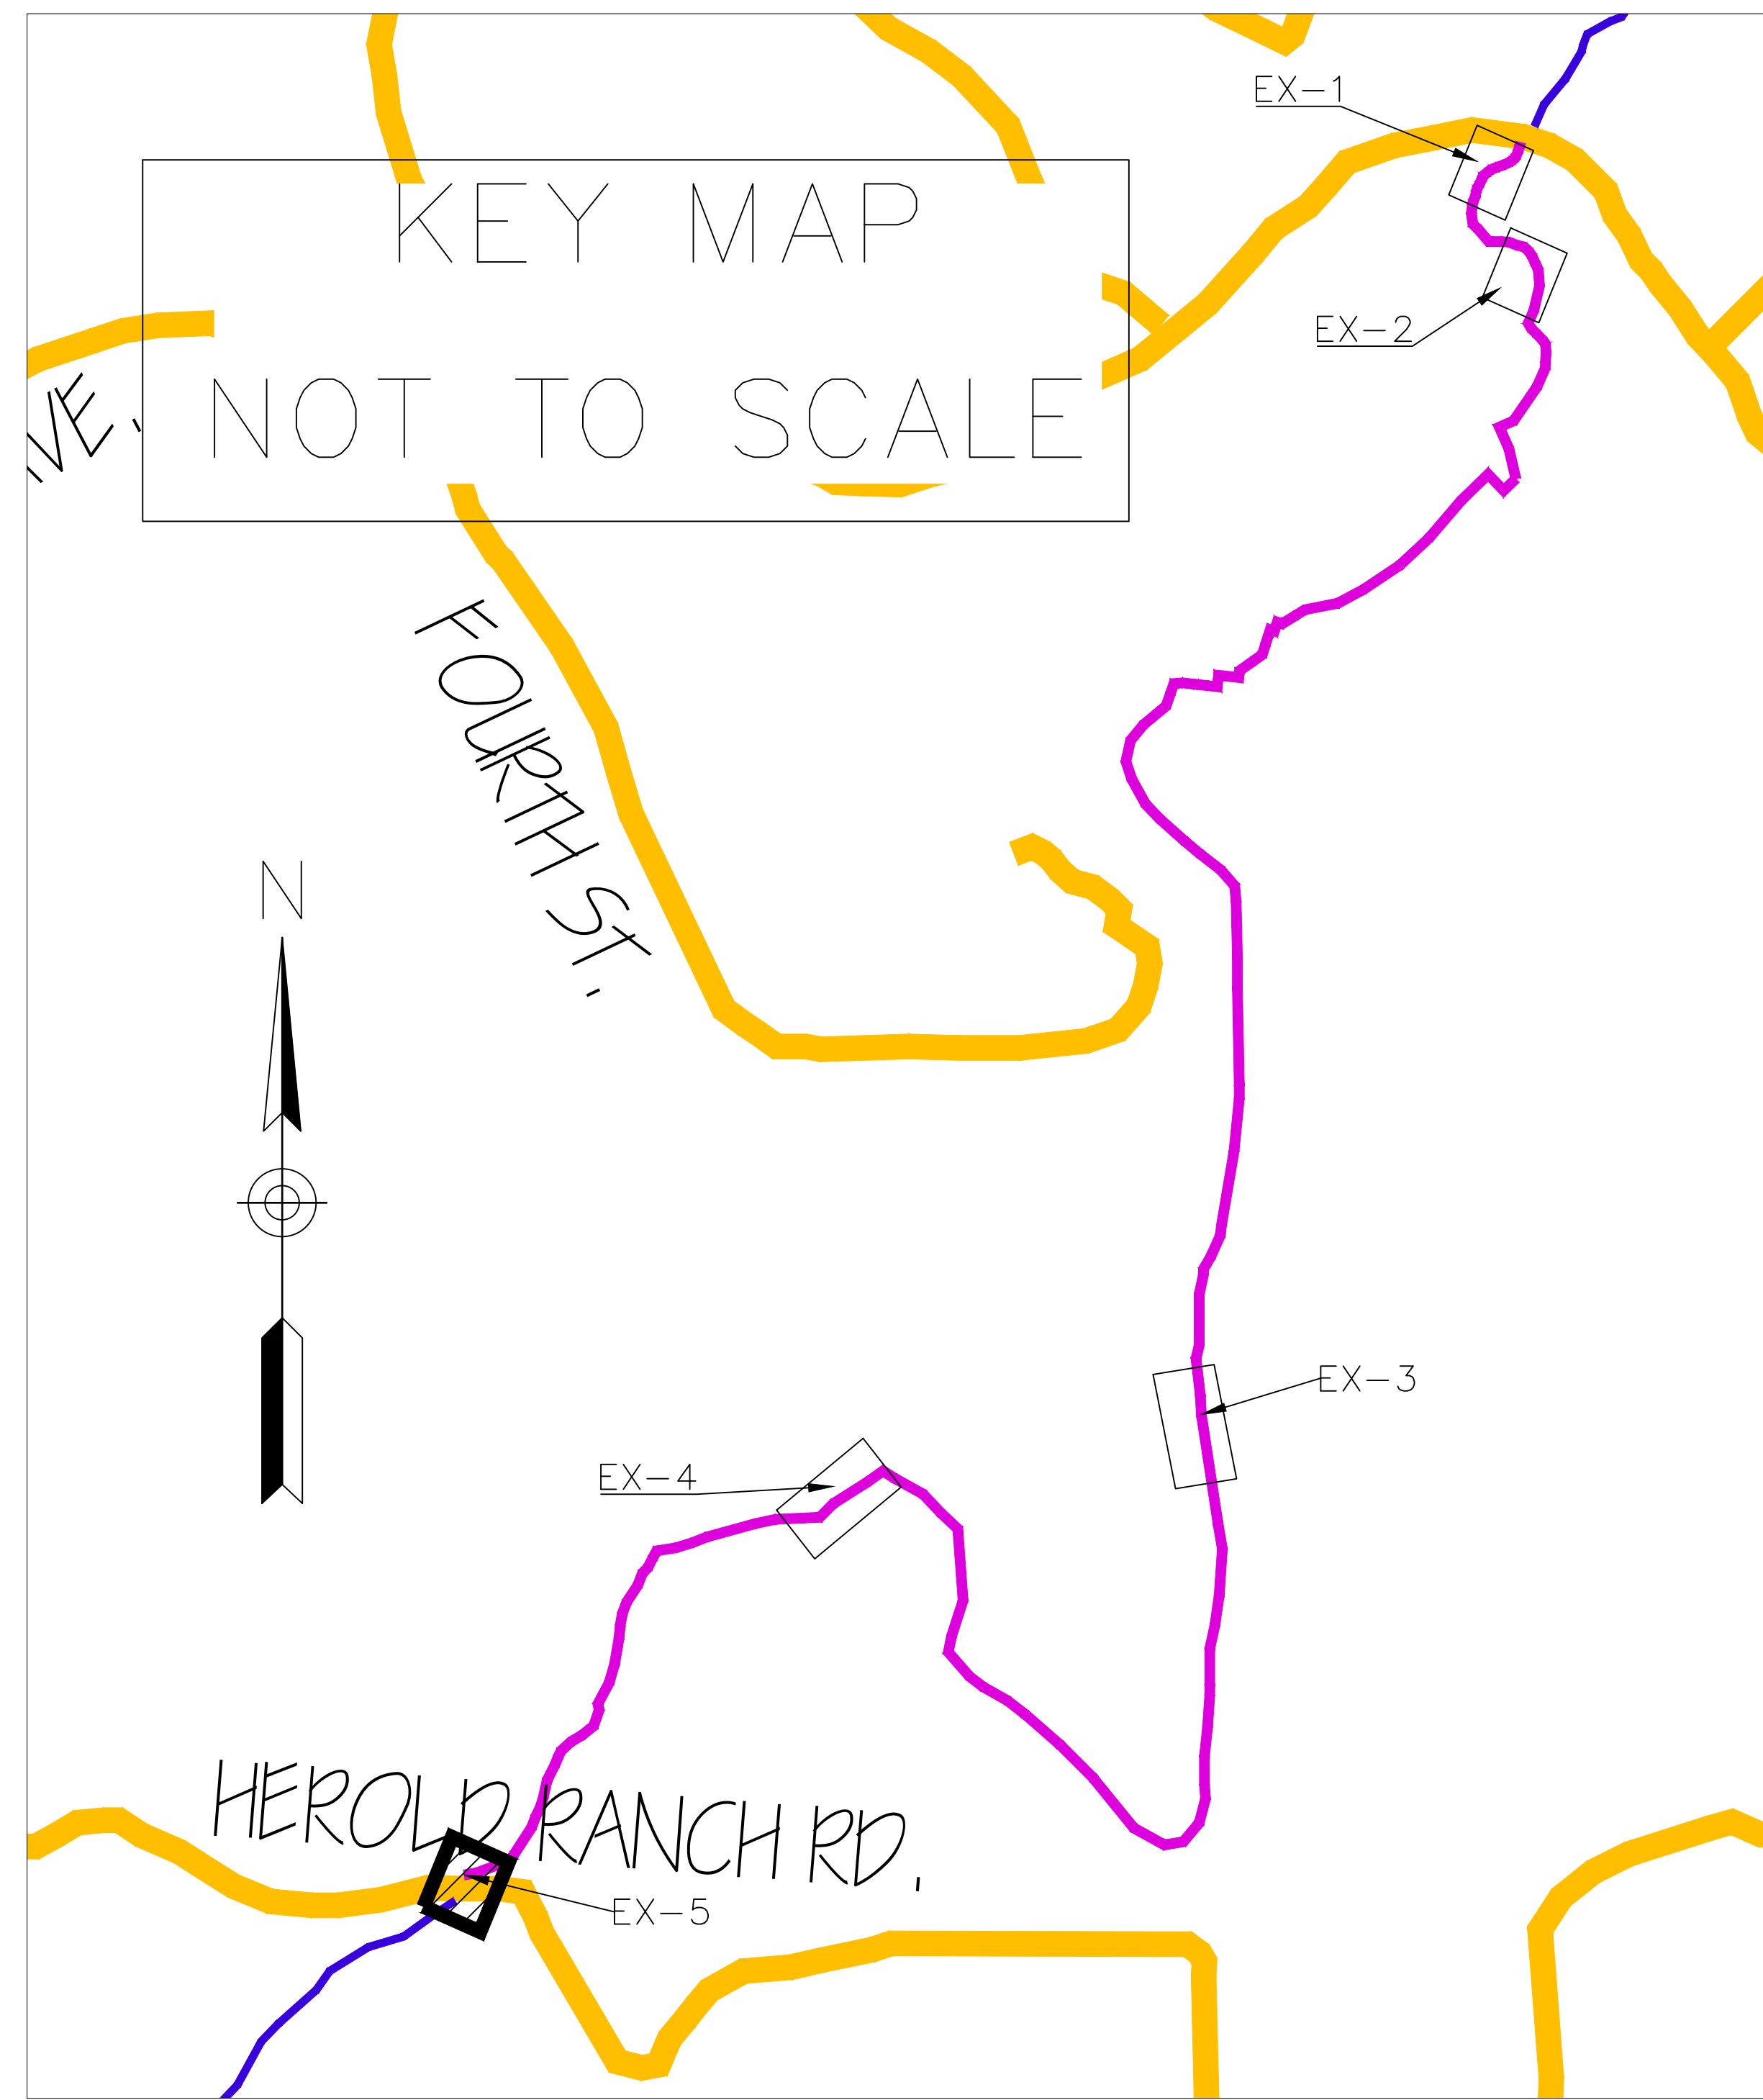 EX-1
KEY MAP
EX-2
NOT TO SCALE
VE.
FOURTH ST.
N
EX-3
EX-4
HEROLD RANCH RD.
EX-5